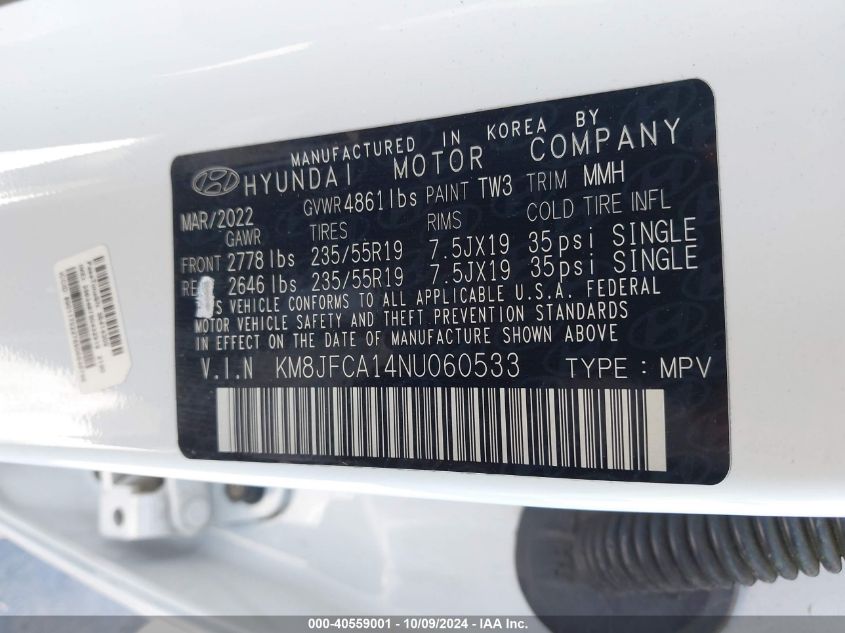 MANUFACTURED IN KOREA BY
HYUNDAI MOTOR COMPANY
MAR/2022 GVWR 4861lbs PAINT TW3 TRIM MMH
GAWR TIRES RIMS COLD TIRE INFL
FRONT 2778 lbs 235/55R19 7.5JX19 35psi SINGLE
2646 lbs 235/55R19 7.5JX19 35psi SINGLE
VEHICLE CONFORMS TO ALL APPLICABLE U.S.A. FEDERAL
MOTOR VEHICLE SAFETY AND THEFT PREVENTION STANDARDS
IN EFFECT ON THE DATE OF MANUFACTURE SHOWN ABOVE
V.I.N KM8JFCA14NU060533 TYPE : MPV
000-40559001 - 10/09/2024 - IAA Inc.